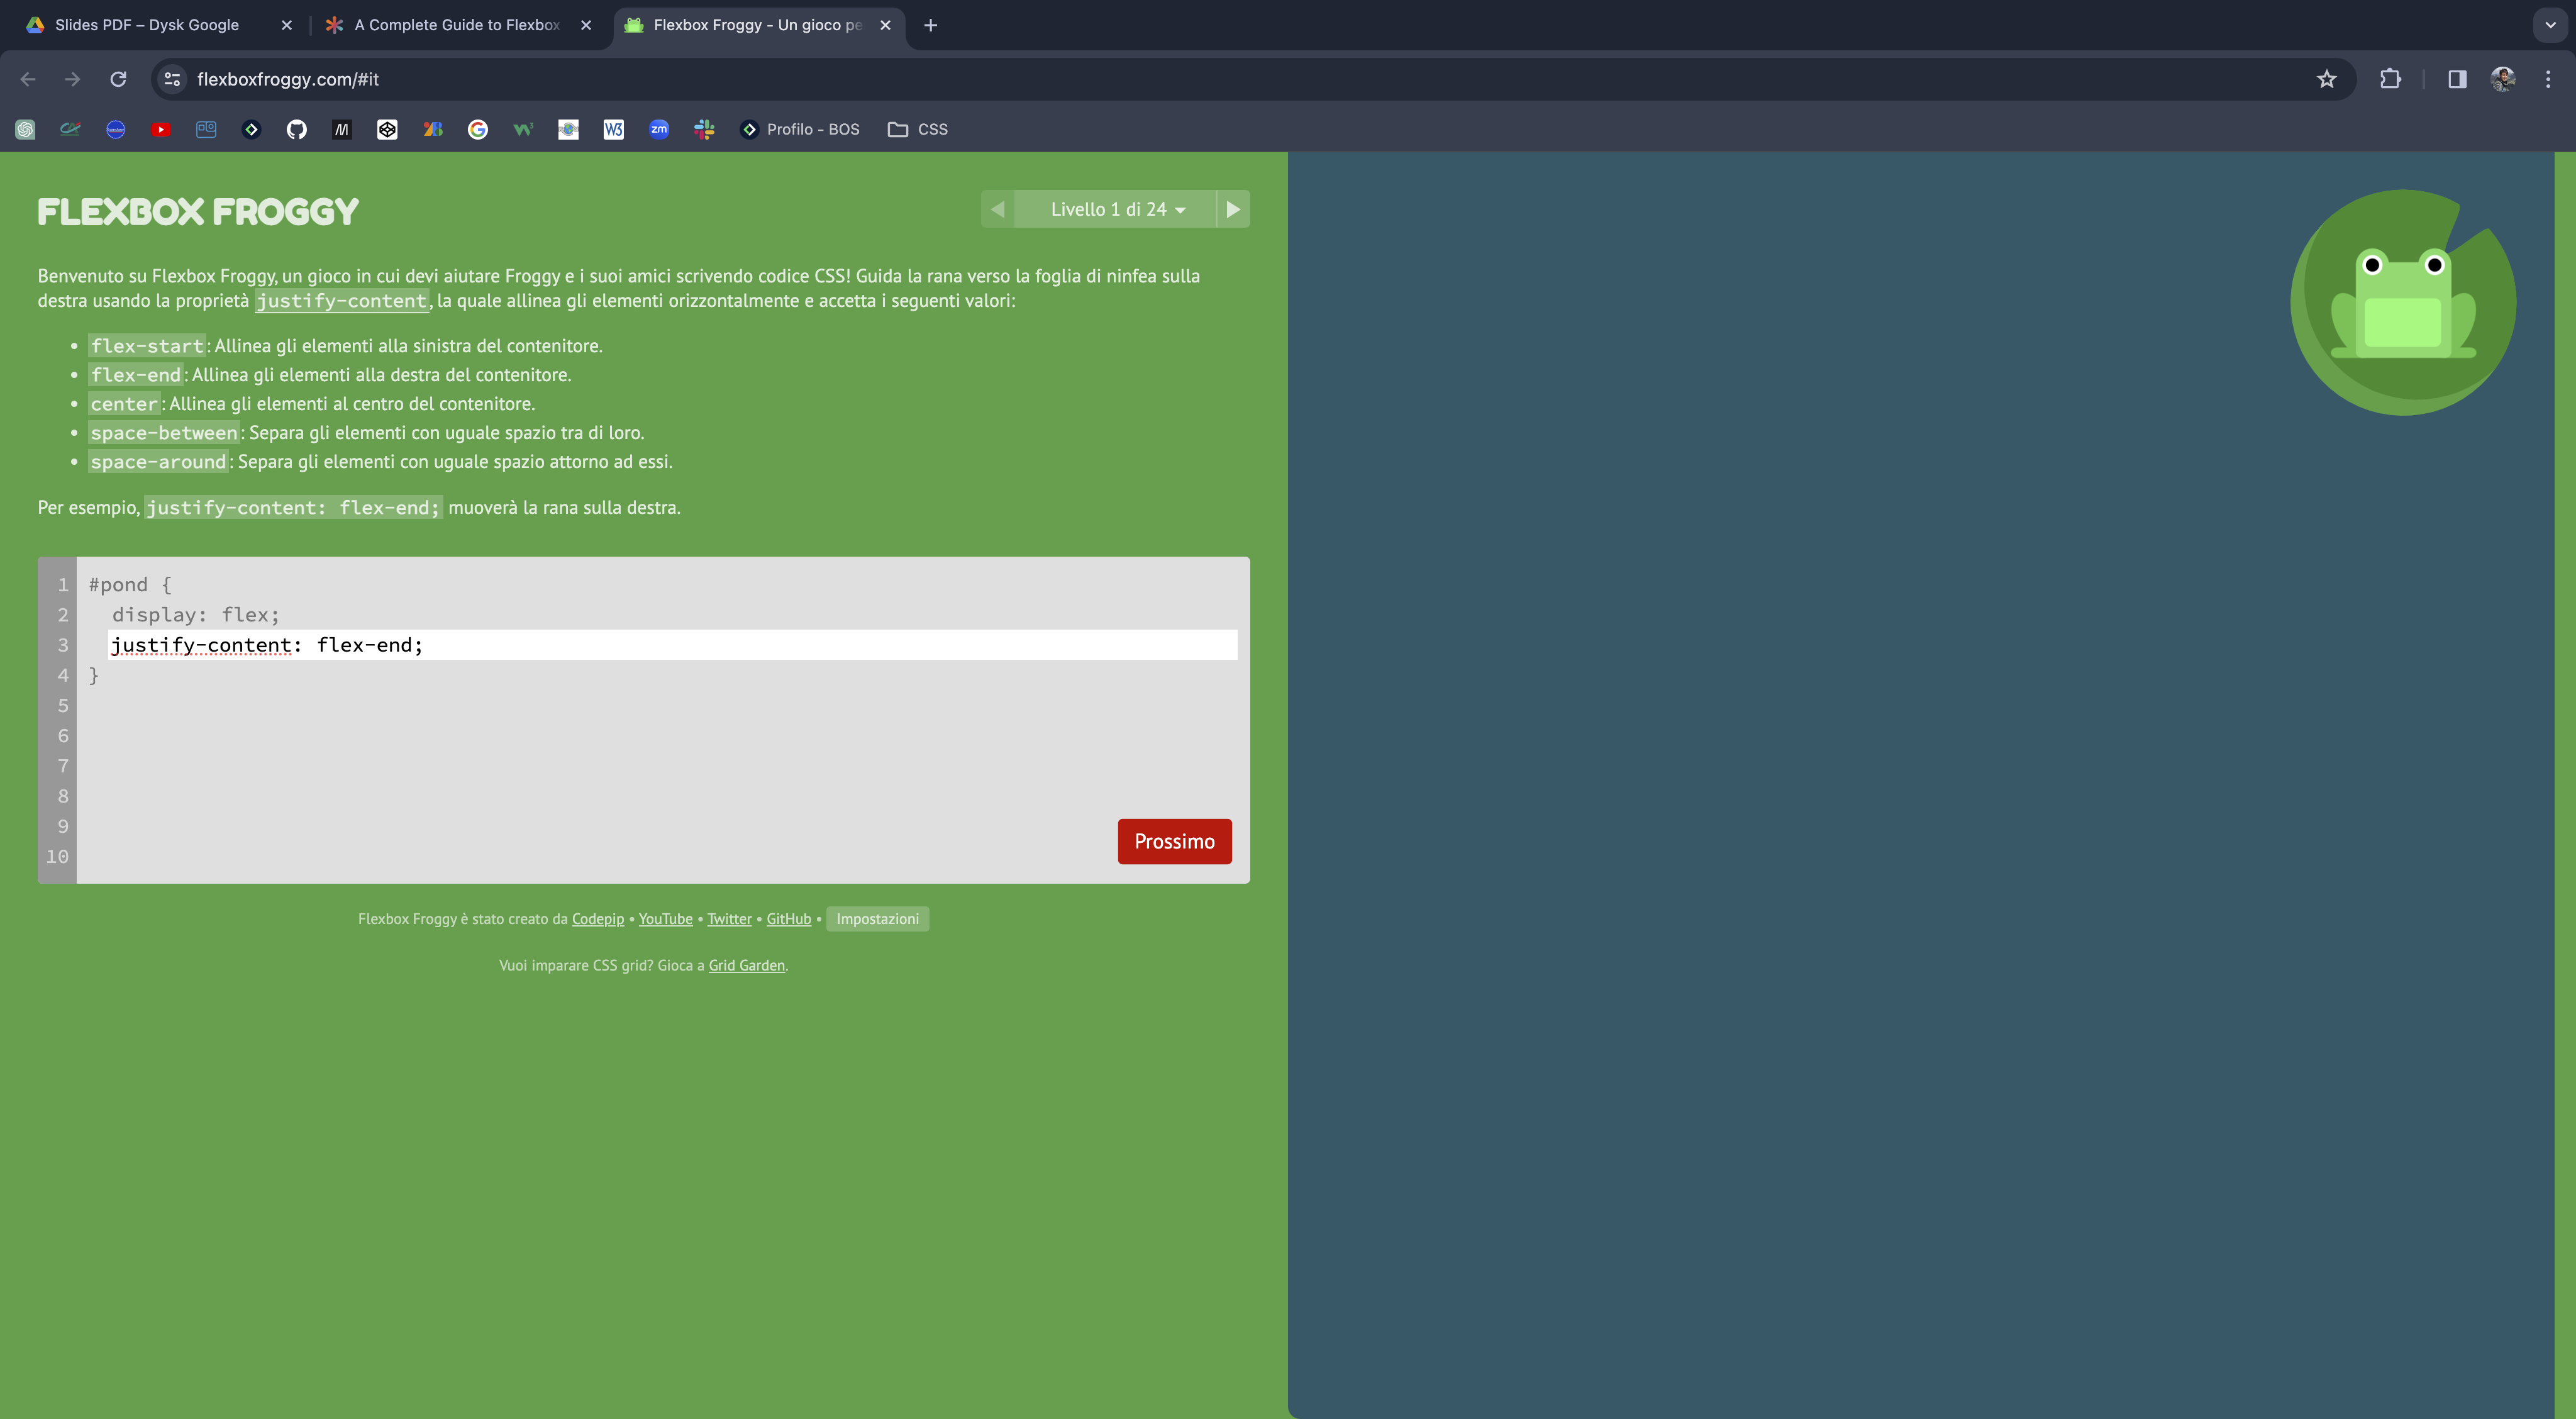 Slides PDF – Dysk Google
A Complete Guide to Flexbox
Flexbox Froggy - Un gioco pe
flexboxfroggy.com/#it
W3
zm
Profilo - BOS
CSS
FLEXBOX FROGGY
Livello 1 di 24
Benvenuto su Flexbox Froggy, un gioco in cui devi aiutare Froggy e i suoi amici scrivendo codice CSS! Guida la rana verso la foglia di ninfea sulla
destra usando la proprietà justify-content, la quale allinea gli elementi orizzontalmente e accetta i seguenti valori:
• flex-start: Allinea gli elementi alla sinistra del contenitore.
• flex-end: Allinea gli elementi alla destra del contenitore.
• center: Allinea gli elementi al centro del contenitore.
• space-between: Separa gli elementi con uguale spazio tra di loro.
• space-around: Separa gli elementi con uguale spazio attorno ad essi.
Per esempio, justify-content: flex-end; muoverà la rana sulla destra.
1 #pond {
2 display: flex;
3 justify-content: flex-end;
4 }
5
6
7
8
9
10
Prossimo
Flexbox Froggy è stato creato da Codepip • YouTube • Twitter • GitHub • Impostazioni
Vuoi imparare CSS grid? Gioca a Grid Garden.